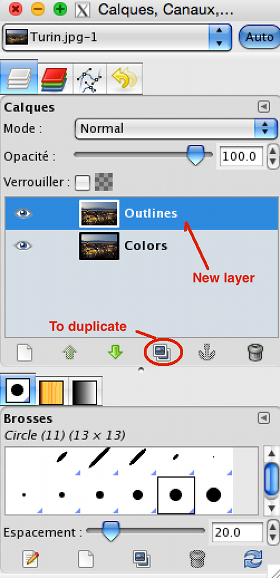 Calques, Canaux,...
Turin.jpg-1
Auto
Calques
Mode : Normal
Opacité : 100.0
Verrouiller :
Outlines
New layer
Colors
To duplicate
Brosses
Circle (11) (13 × 13)
Espacement : 20.0